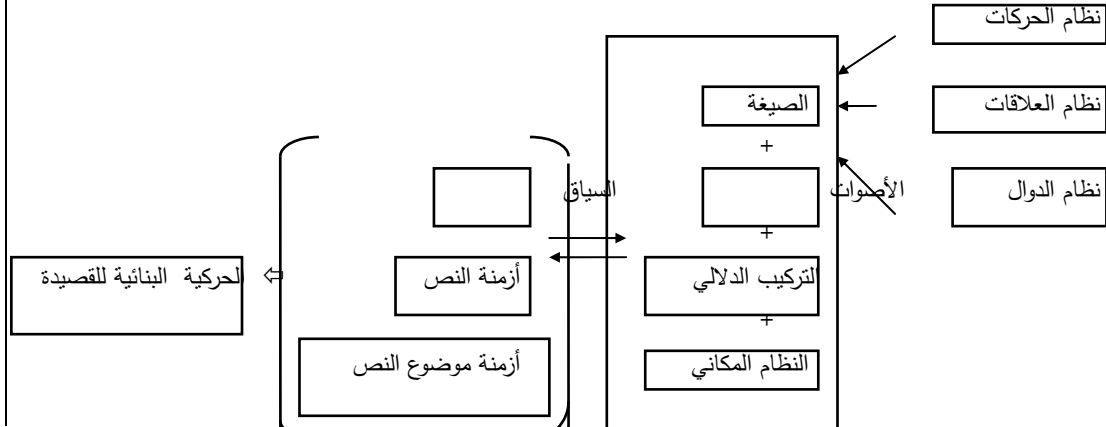 نظام الحركات
نظام العلاقات
الصيغة
+
نظام الدوال
الأصوات
السياق
+
التركيب الدلالي
أزمنة النص
⇦ الحركية البنائية للقصيدة
+
النظام المكاني
أزمنة موضوع النص